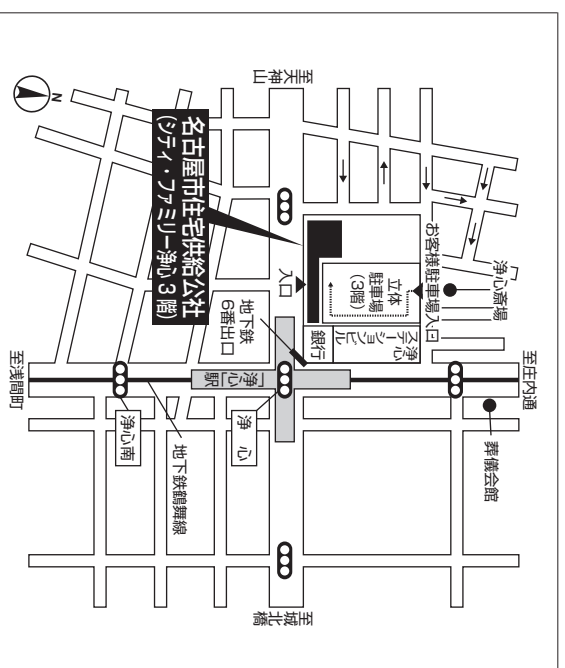 至天神山
N
名古屋市住宅供給公社
(シティ・ファミリー浄心3階)
お客様駐車場入口
浄心斎場
立体
駐車場
(3階)
入口
地下鉄
6番出口
銀行
浄心
ステーション
ビル
至浅間町
「浄心」
駅
至庄内通
浄心南
浄心
葬儀会館
地下鉄鶴舞線
至城北橋